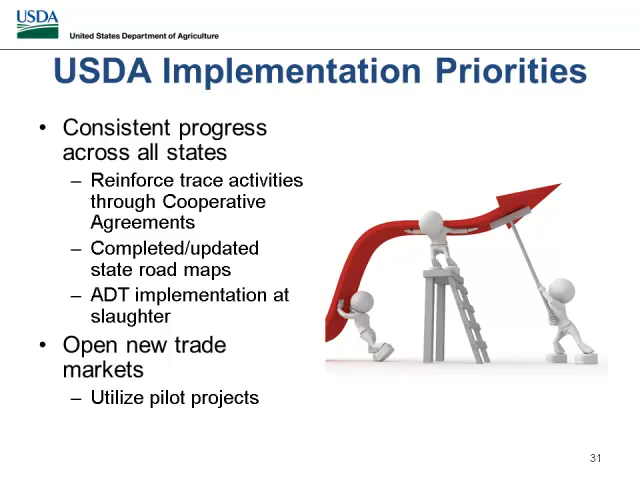 USDA
United States Department of Agriculture
USDA Implementation Priorities
• Consistent progress
across all states
– Reinforce trace activities
through Cooperative
Agreements
– Completed/updated
state road maps
– ADT implementation at
slaughter
• Open new trade
markets
– Utilize pilot projects
31